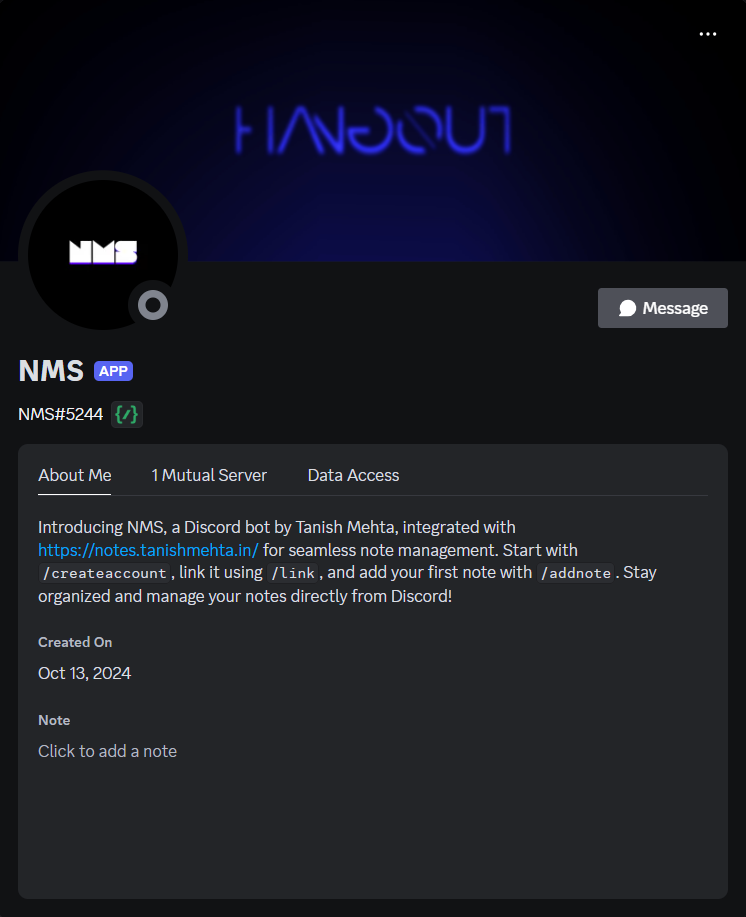 HANGOUT
NMS
Message
NMS APP
NMS#5244 {/}
About Me 1 Mutual Server Data Access
Introducing NMS, a Discord bot by Tanish Mehta, integrated with
https://notes.tanishmehta.in/ for seamless note management. Start with
/createaccount, link it using /link, and add your first note with /addnote. Stay
organized and manage your notes directly from Discord!
Created On
Oct 13, 2024
Note
Click to add a note